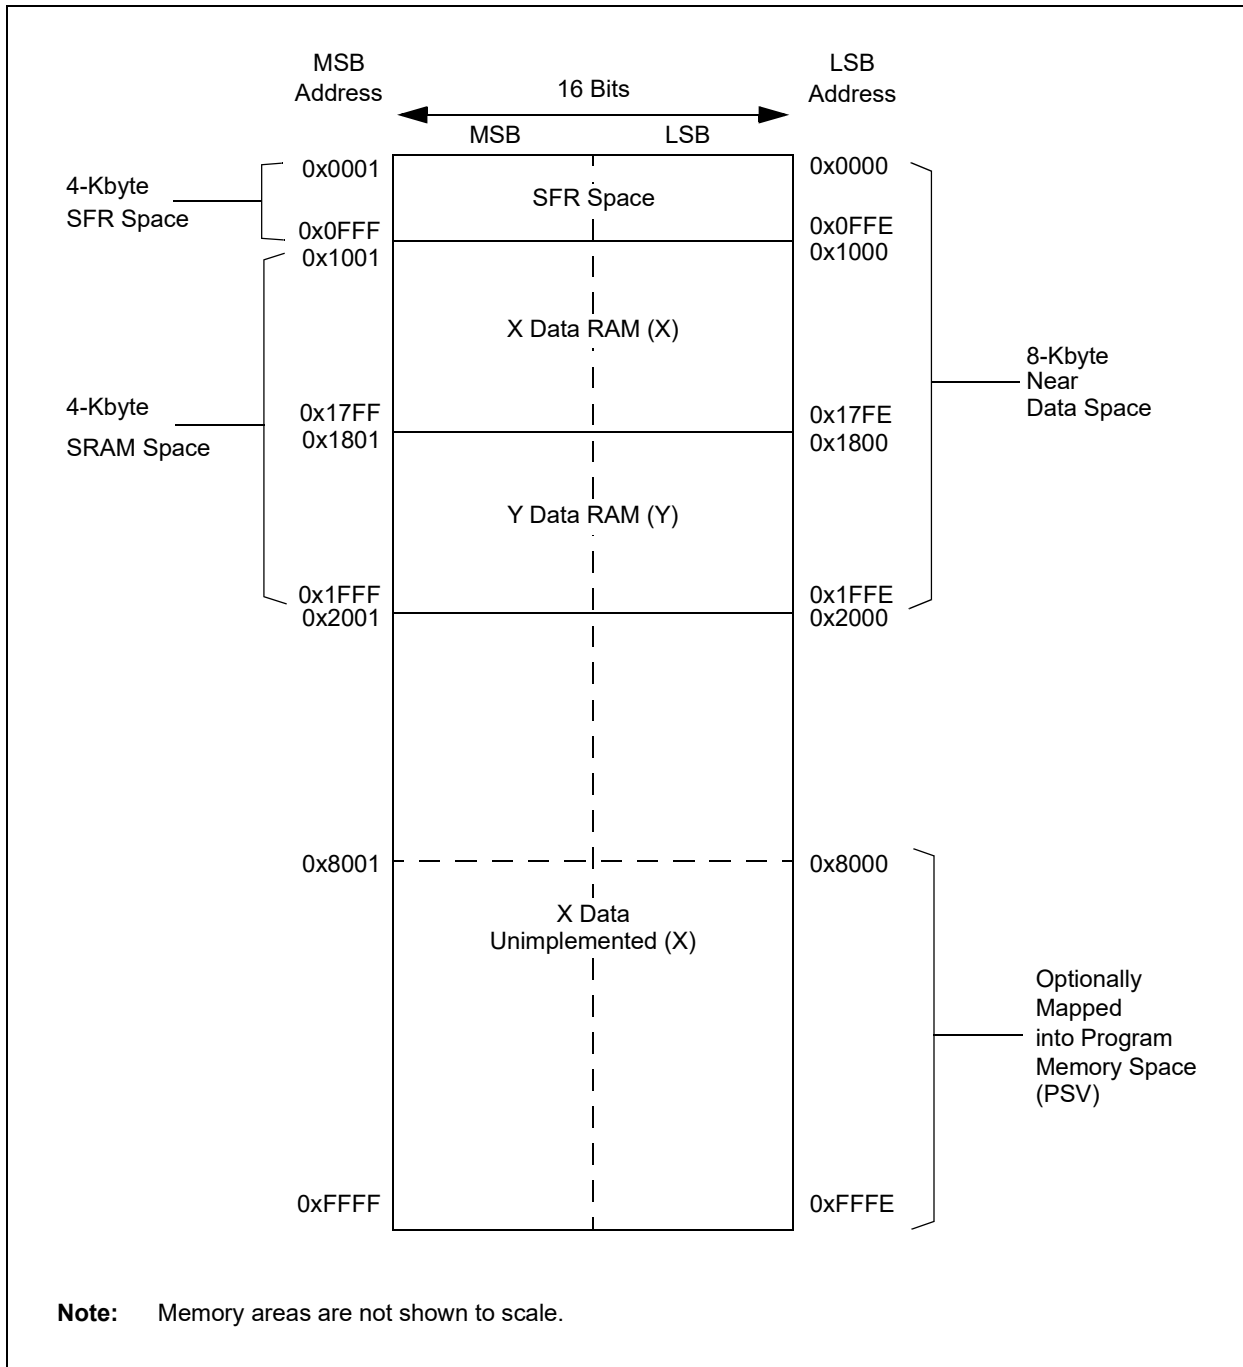 MSB
Address
LSB
Address
16 Bits
MSB
LSB
0x0001
0x0000
4-Kbyte
SFR Space
SFR Space
0x0FFF
0x0FFE
0x1001
0x1000
X Data RAM (X)
8-Kbyte
Near
Data Space
4-Kbyte
SRAM Space
0x17FF
0x17FE
0x1801
0x1800
Y Data RAM (Y)
0x1FFF
0x1FFE
0x2001
0x2000
0x8001
0x8000
X Data
Unimplemented (X)
Optionally
Mapped
into Program
Memory Space
(PSV)
0xFFFF
0xFFFE
Note: Memory areas are not shown to scale.